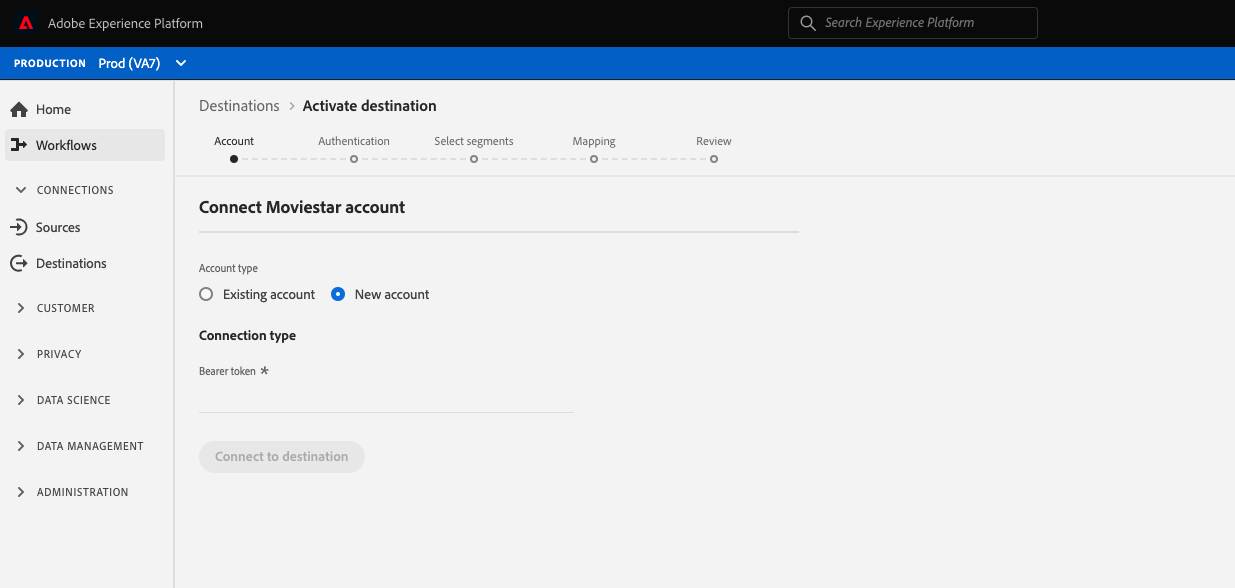 Adobe Experience Platform
Search Experience Platform
PRODUCTION Prod (VA7)
Home
Workflows
CONNECTIONS
Sources
Destinations
CUSTOMER
PRIVACY
DATA SCIENCE
DATA MANAGEMENT
ADMINISTRATION
Destinations > Activate destination
Account Authentication Select segments Mapping Review
Connect Moviestar account
Account type
Existing account New account
Connection type
Bearer token *
Connect to destination